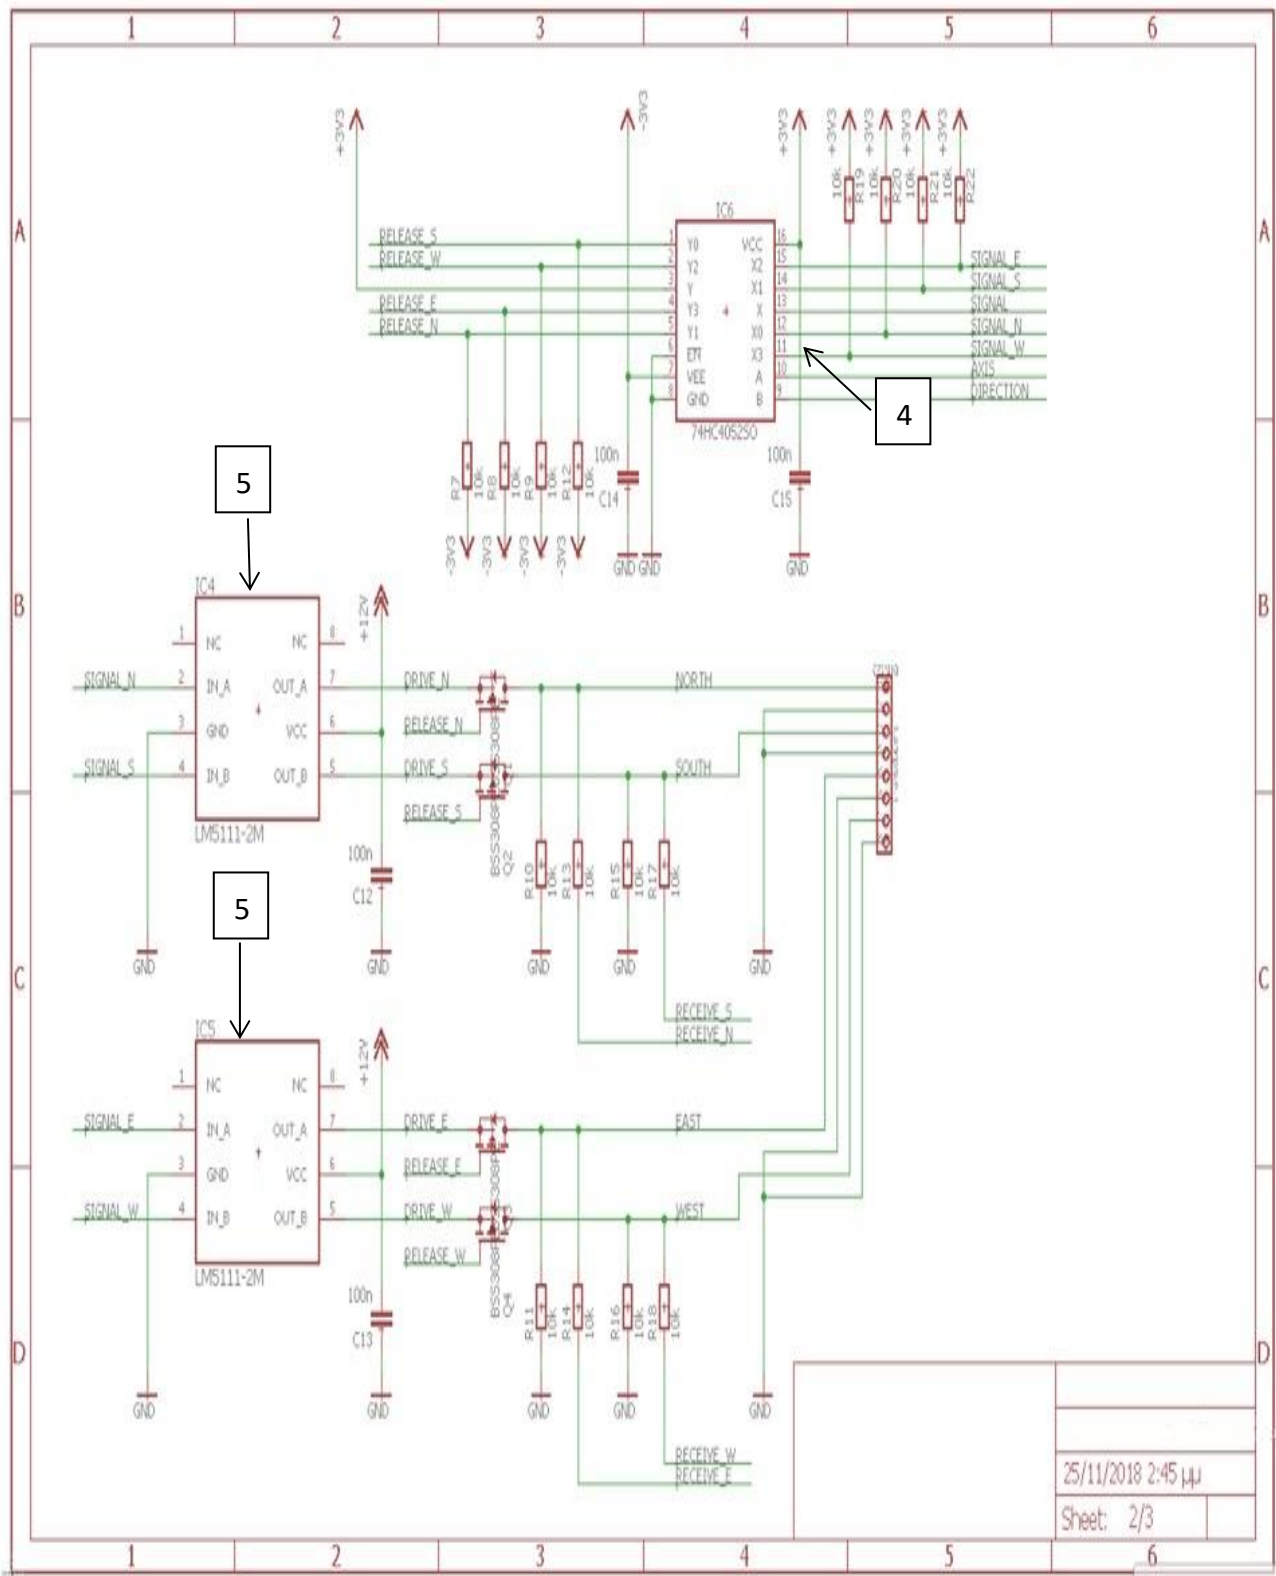 1 2 3 4 5 6
A
+3V3
-3V3
+3V3
+3V3
+3V3
+3V3
+3V3
10k
R19
10k
R20
10k
R21
10k
R22
IC6
RELEASE_S
RELEASE_W
RELEASE_E
RELEASE_N
1 Y0 VCC 16
2 Y2 X2 15
3 Y X1 14
4 Y3 X 13
5 Y1 X0 12
6 EN X3 11
7 VEE A 10
8 GND B 9
74HC4052SO
SIGNAL_E
SIGNAL_S
SIGNAL
SIGNAL_N
SIGNAL_W
AXIS
DIRECTION
4
R7
10k
R8
10k
R9
10k
R12
10k
100n
C14
100n
C15
-3V3
-3V3
-3V3
-3V3
GND
GND
GND
5
B
B
IC4
+12V
1 NC NC 8
SIGNAL_N 2 IN_A OUT_A 7 DRIVE_N NORTH
3 GND VCC 6 RELEASE_N
SIGNAL_S 4 IN_B OUT_B 5 DRIVE_S SOUTH
RELEASE_S
LM5111-2M
BSS308P
Q2
100n
C12
R10
10k
R13
10k
R15
10k
R17
10k
5
GND
GND
GND
GND
GND
C
C
RECEIVE_S
RECEIVE_N
IC5
+12V
1 NC NC 8
SIGNAL_E 2 IN_A OUT_A 7 DRIVE_E EAST
3 GND VCC 6 RELEASE_E
SIGNAL_W 4 IN_B OUT_B 5 DRIVE_W WEST
RELEASE_W
LM5111-2M
BSS308P
Q4
100n
C13
R11
10k
R14
10k
R16
10k
R18
10k
D
D
GND
GND
GND
GND
GND
RECEIVE_W
RECEIVE_E
25/11/2018 2:45 μμ
Sheet: 2/3
1 2 3 4 5 6
A